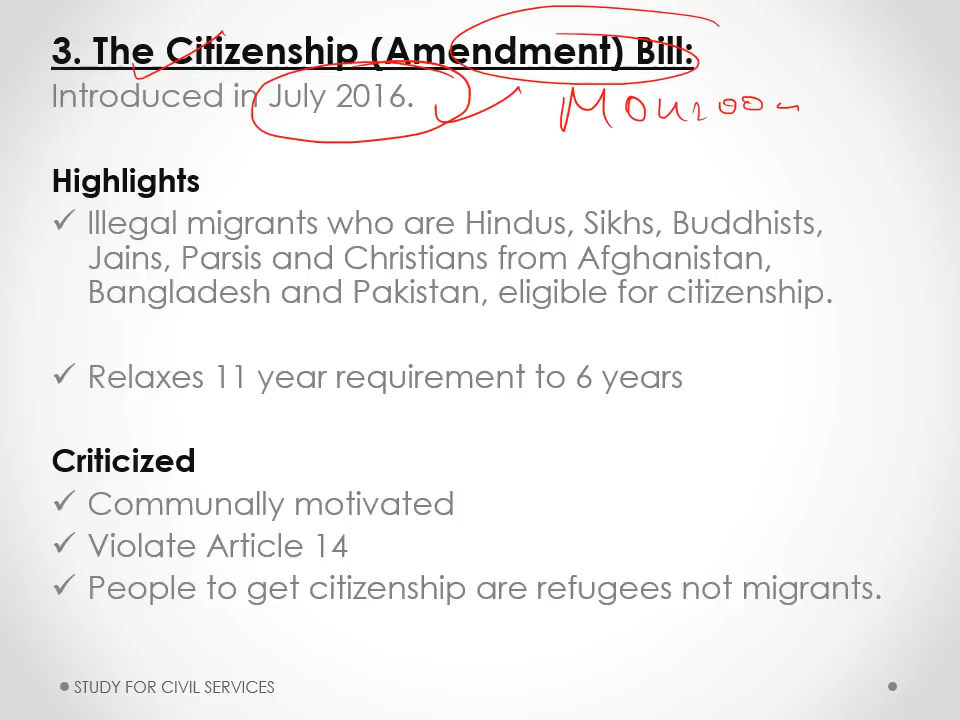 3. The Citizenship (Amendment) Bill:
Introduced in July 2016.
Monsoon
Highlights
✓ Illegal migrants who are Hindus, Sikhs, Buddhists,
Jains, Parsis and Christians from Afghanistan,
Bangladesh and Pakistan, eligible for citizenship.
✓ Relaxes 11 year requirement to 6 years
Criticized
✓ Communally motivated
✓ Violate Article 14
✓ People to get citizenship are refugees not migrants.
STUDY FOR CIVIL SERVICES